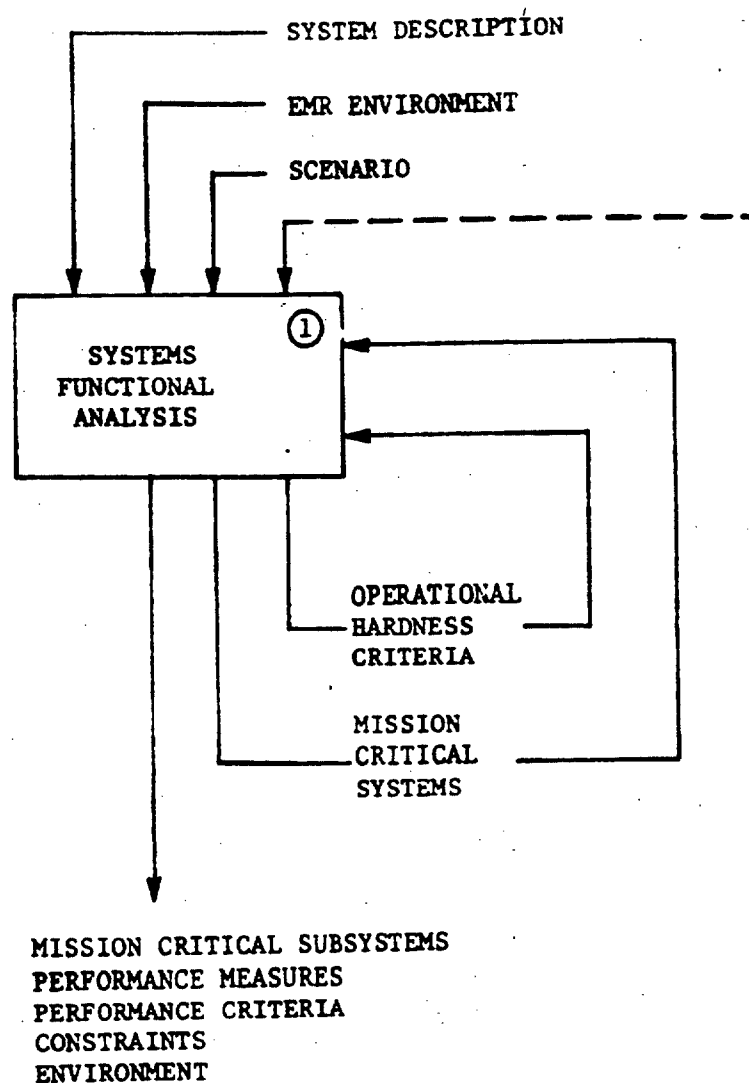 SYSTEM DESCRIPTION
EMR ENVIRONMENT
SCENARIO
1
SYSTEMS
FUNCTIONAL
ANALYSIS
OPERATIONAL
HARDNESS
CRITERIA
MISSION
CRITICAL
SYSTEMS
MISSION CRITICAL SUBSYSTEMS
PERFORMANCE MEASURES
PERFORMANCE CRITERIA
CONSTRAINTS
ENVIRONMENT